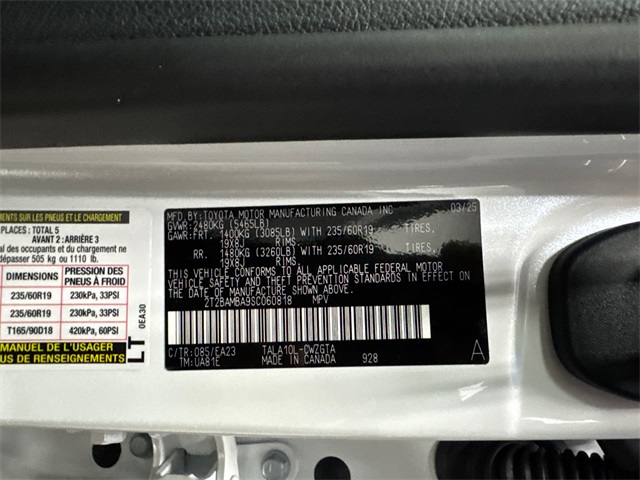 MENTS SUR LES PNEUS ET LE CHARGEMENT
PLACES : TOTAL 5
AVANT 2 : ARRIÈRE 3
al des occupants et du chargement ne
dépasser 505 kg ou 1110 lb.
DIMENSIONS PRESSION DES PNEUS À FROID
235/60R19 230kPa, 33PSI
235/60R19 230kPa, 33PSI
T165/90D18 420kPa, 60PSI
MANUEL DE L'USAGER
LUS DE RENSEIGNEMENTS
0EA30
LT
MFD. BY: TOYOTA MOTOR MANUFACTURING CANADA INC 03/25
GVWR: 2480KG (5465LB)
GAWR: FRT. 1400KG (3085LB) WITH 235/60R19 TIRES,
19X8J RIMS
RR. 1480KG (3260LB) WITH 235/60R19 TIRES,
19X8J RIMS
THIS VEHICLE CONFORMS TO ALL APPLICABLE FEDERAL MOTOR
VEHICLE SAFETY AND THEFT PREVENTION STANDARDS IN EFFECT ON
THE DATE OF MANUFACTURE SHOWN ABOVE.
2T2BAMBA9SC060818 MPV
C/TR: 085/EA23 TALA10L-CWZGTA A
TM: UA81E MADE IN CANADA 928